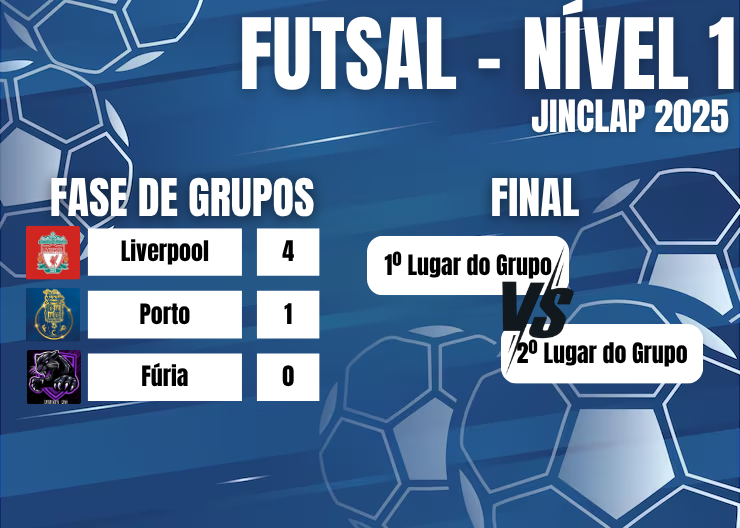 FUTSAL - NÍVEL 1
JINCLAP 2025
FASE DE GRUPOS
Liverpool 4
Porto 1
Fúria 0
FINAL
1º Lugar do Grupo
VS
2º Lugar do Grupo